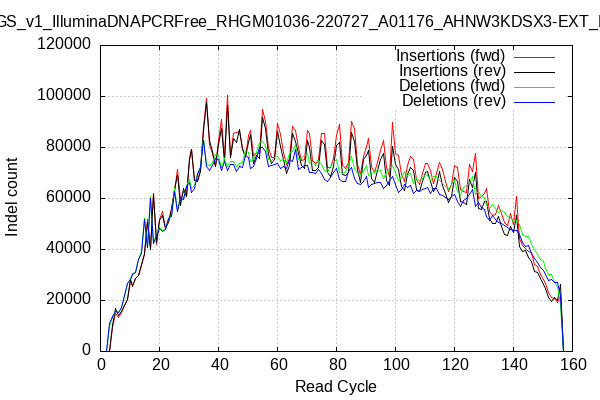 GS_v1_IlluminaDNAPCRFree_RHGM01036-220727_A01176_AHNW3KDSX3-EXT_
120000
100000
80000
60000
40000
20000
0
Indel count
Insertions (fwd)
Insertions (rev)
Deletions (fwd)
Deletions (rev)
0 20 40 60 80 100 120 140 160
Read Cycle